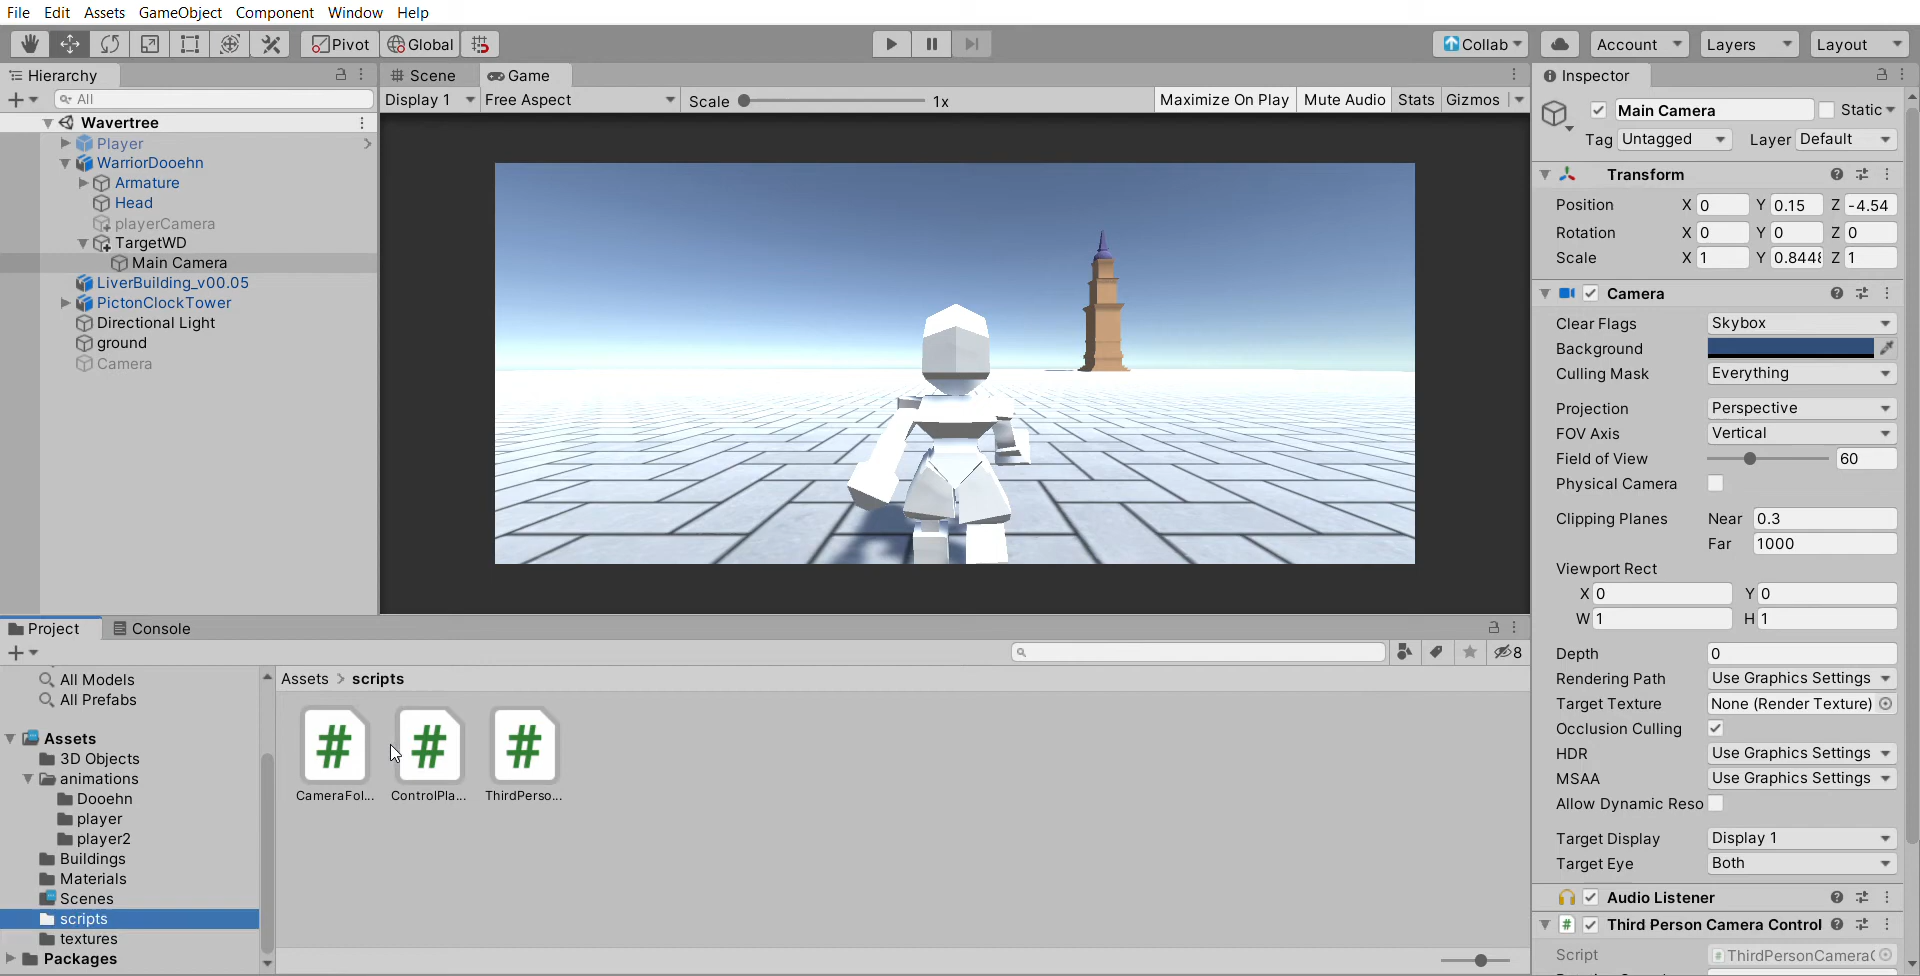 File Edit Assets GameObject Component Window Help
Pivot Global Collab Account Layers Layout
Hierarchy
All
Wavertree
Player
WarriorDooehn
Armature
Head
playerCamera
TargetWD
Main Camera
LiverBuilding_v00.05
PictonClockTower
Directional Light
ground
Camera
Scene Game
Display 1 Free Aspect Scale 1x Maximize On Play Mute Audio Stats Gizmos
Project Console
8
All Models
All Prefabs
Assets
3D Objects
animations
Dooehn
player
player2
Buildings
Materials
Scenes
scripts
textures
Packages
Assets > scripts
# # #
CameraFol... ControlPla... ThirdPerso...
Inspector
Main Camera Static
Tag Untagged Layer Default
Transform
Position X 0 Y 0.15 Z -4.54
Rotation X 0 Y 0 Z 0
Scale X 1 Y 0.8448 Z 1
Camera
Clear Flags Skybox
Background
Culling Mask Everything
Projection Perspective
FOV Axis Vertical
Field of View 60
Physical Camera
Clipping Planes Near 0.3
Far 1000
Viewport Rect
X 0 Y 0
W 1 H 1
Depth 0
Rendering Path Use Graphics Settings
Target Texture None (Render Texture)
Occlusion Culling
HDR Use Graphics Settings
MSAA Use Graphics Settings
Allow Dynamic Reso
Target Display Display 1
Target Eye Both
Audio Listener
# Third Person Camera Control
Script # ThirdPersonCamera